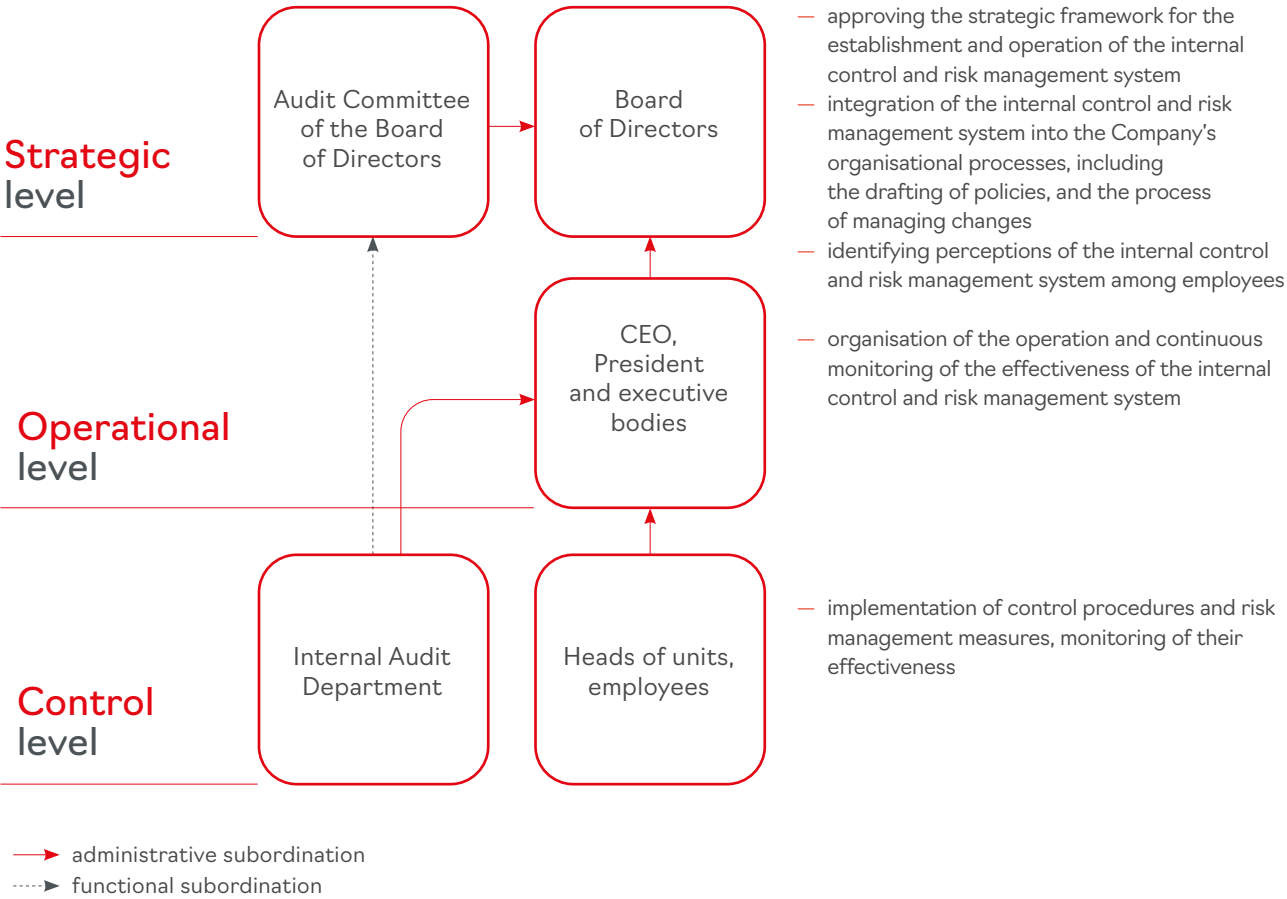 Strategic
level
Audit Committee
of the Board
of Directors
Board
of Directors
— approving the strategic framework for the
establishment and operation of the internal
control and risk management system
— integration of the internal control and risk
management system into the Company's
organisational processes, including
the drafting of policies, and the process
of managing changes
— identifying perceptions of the internal control
and risk management system among employees
Operational
level
CEO,
President
and executive
bodies
— organisation of the operation and continuous
monitoring of the effectiveness of the internal
control and risk management system
Control
level
Internal Audit
Department
Heads of units,
employees
— implementation of control procedures and risk
management measures, monitoring of their
effectiveness
administrative subordination
functional subordination